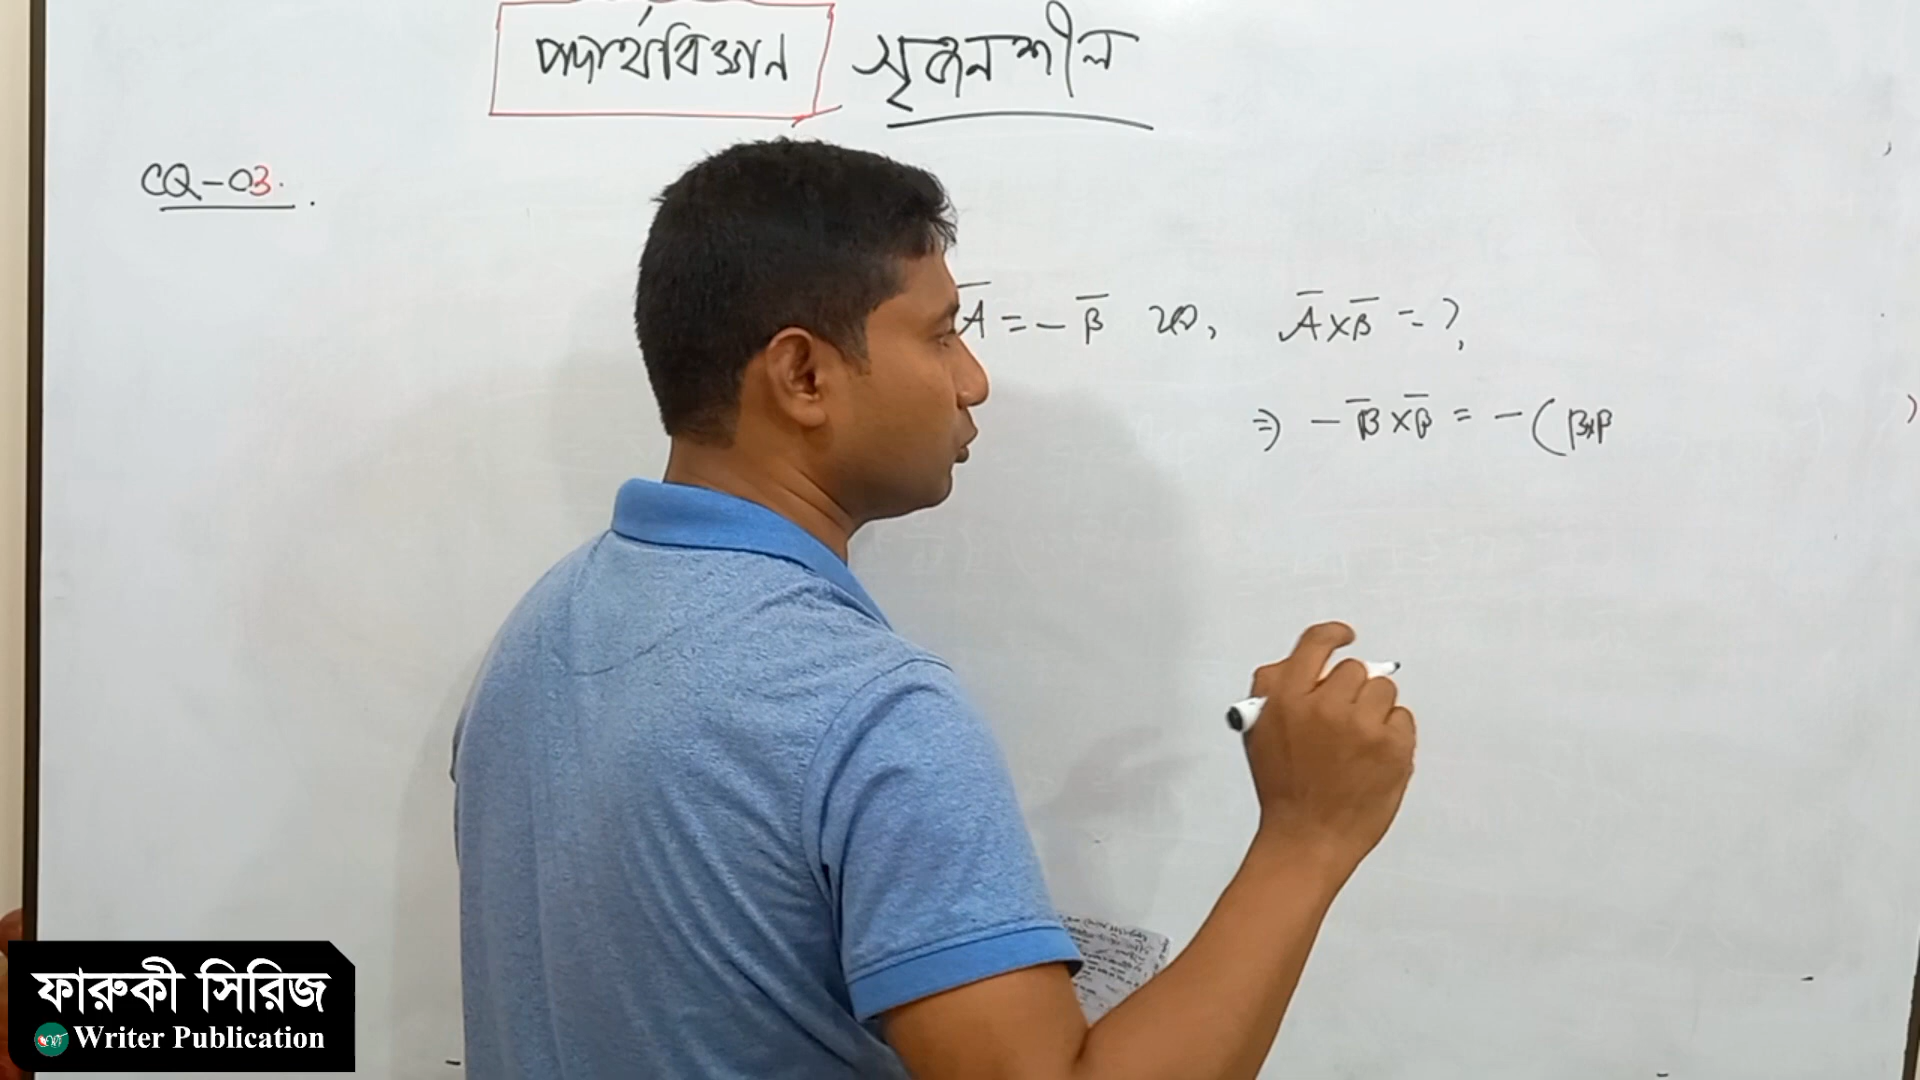 পদার্থবিজ্ঞান সৃজনশীল
CQ-03.
A̅ = - B̅ হলে, A̅ × B̅ = ?
⇒ - B̅ × B̅ = - ( B×B
ফারুকী সিরিজ
Writer Publication